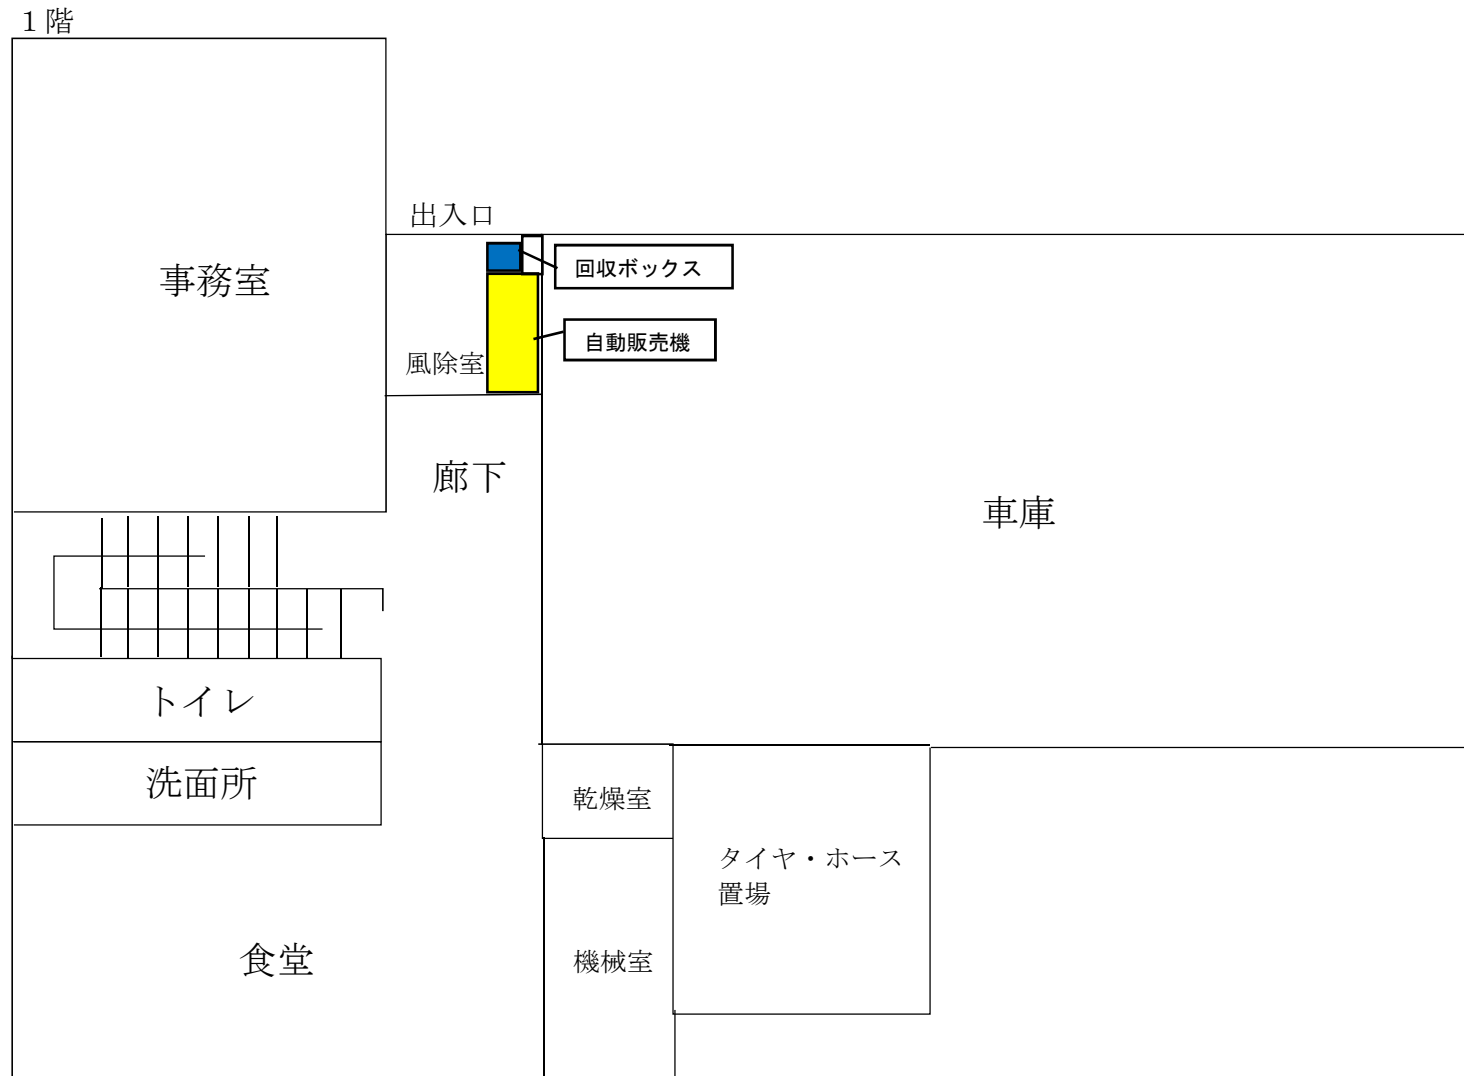 １階
出入口
事務室
回収ボックス
自動販売機
風除室
廊下
車庫
トイレ
洗面所
乾燥室
タイヤ・ホース
置場
食堂
機械室